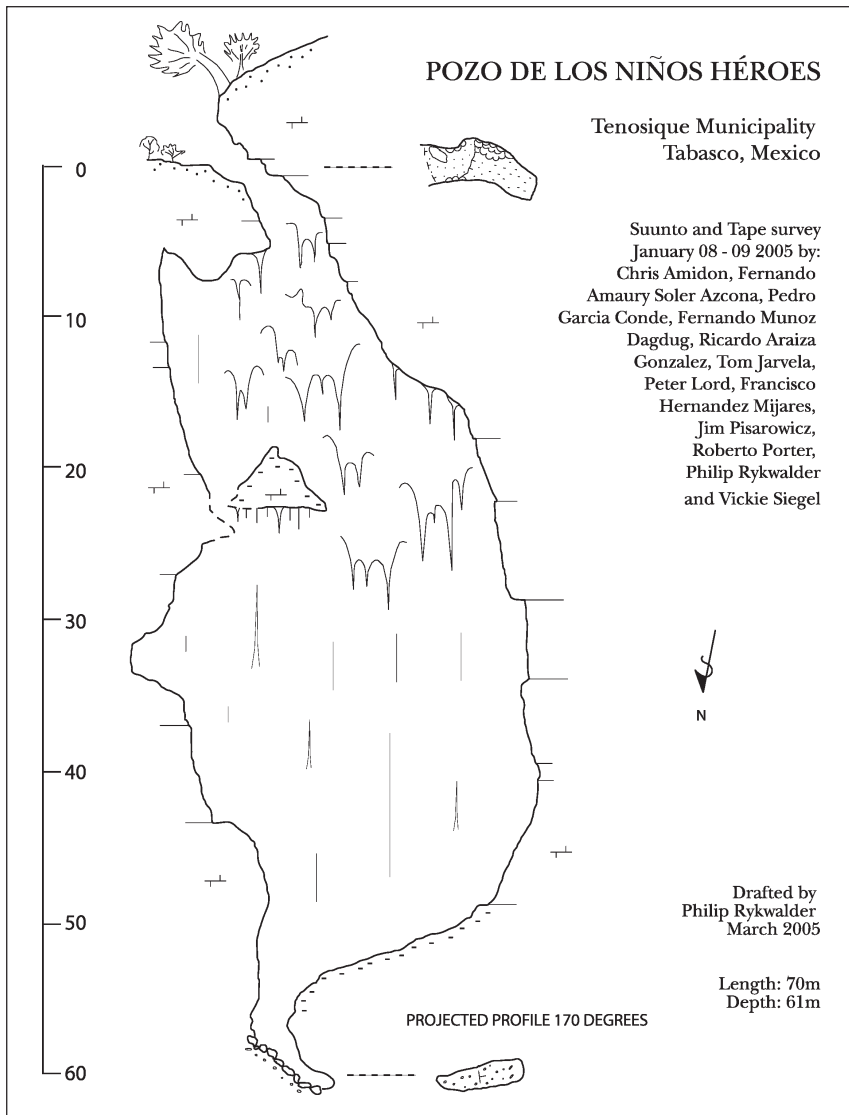 POZO DE LOS NIÑOS HÉROES
Tenosique Municipality
Tabasco, Mexico
Suunto and Tape survey
January 08 - 09 2005 by:
Chris Amidon, Fernando
Amaury Soler Azcona, Pedro
Garcia Conde, Fernando Munoz
Dagdug, Ricardo Araiza
Gonzalez, Tom Jarvela,
Peter Lord, Francisco
Hernandez Mijares,
Jim Pisarowicz,
Roberto Porter,
Philip Rykwalder
and Vickie Siegel
0
10
20
30
40
50
60
N
Drafted by
Philip Rykwalder
March 2005
Length: 70m
Depth: 61m
PROJECTED PROFILE 170 DEGREES